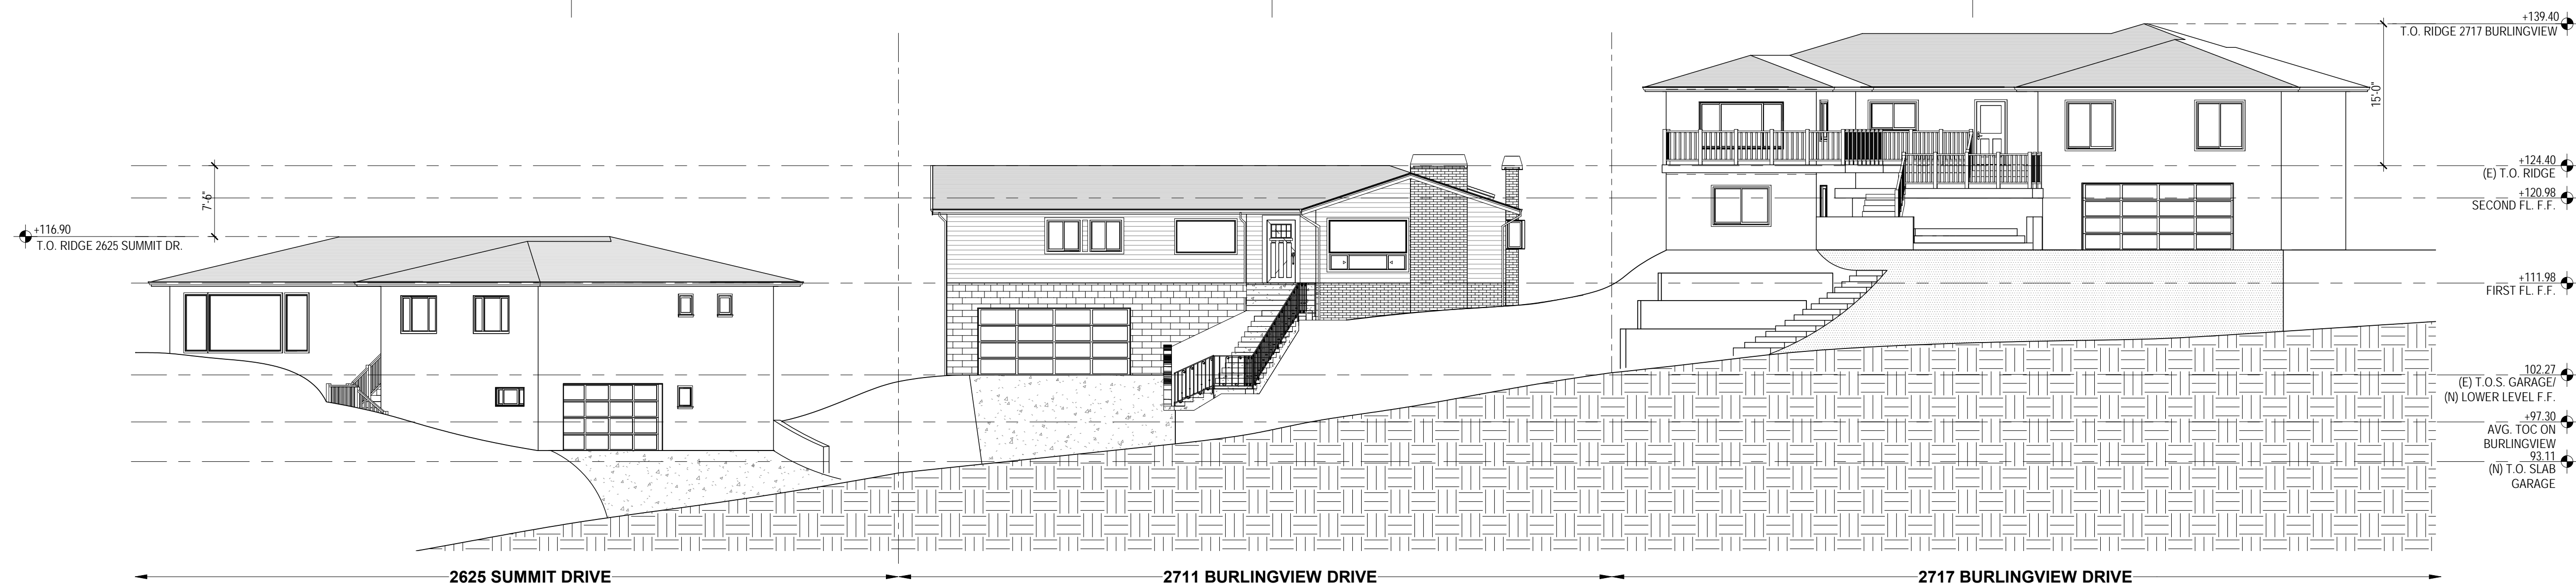 +139.40
T.O. RIDGE 2717 BURLINGVIEW
15'-0"
+124.40
(E) T.O. RIDGE
+120.98
SECOND FL. F.F.
7'-6"
+116.90
T.O. RIDGE 2625 SUMMIT DR.
+111.98
FIRST FL. F.F.
102.27
(E) T.O.S. GARAGE/
(N) LOWER LEVEL F.F.
+97.30
AVG. TOC ON
BURLINGVIEW
93.11
(N) T.O. SLAB
GARAGE
2625 SUMMIT DRIVE
2711 BURLINGVIEW DRIVE
2717 BURLINGVIEW DRIVE